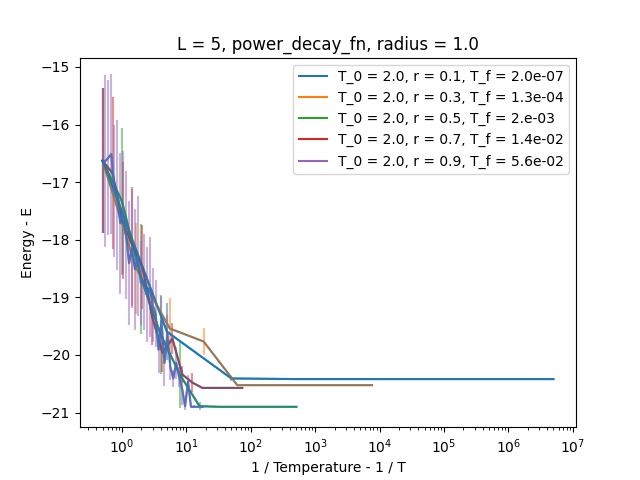 L = 5, power_decay_fn, radius = 1.0
−15
−16
−17
−18
−19
−20
−21
Energy - E
T_0 = 2.0, r = 0.1, T_f = 2.0e-07
T_0 = 2.0, r = 0.3, T_f = 1.3e-04
T_0 = 2.0, r = 0.5, T_f = 2.e-03
T_0 = 2.0, r = 0.7, T_f = 1.4e-02
T_0 = 2.0, r = 0.9, T_f = 5.6e-02
10⁰ 10¹ 10² 10³ 10⁴ 10⁵ 10⁶ 10⁷
1 / Temperature - 1 / T